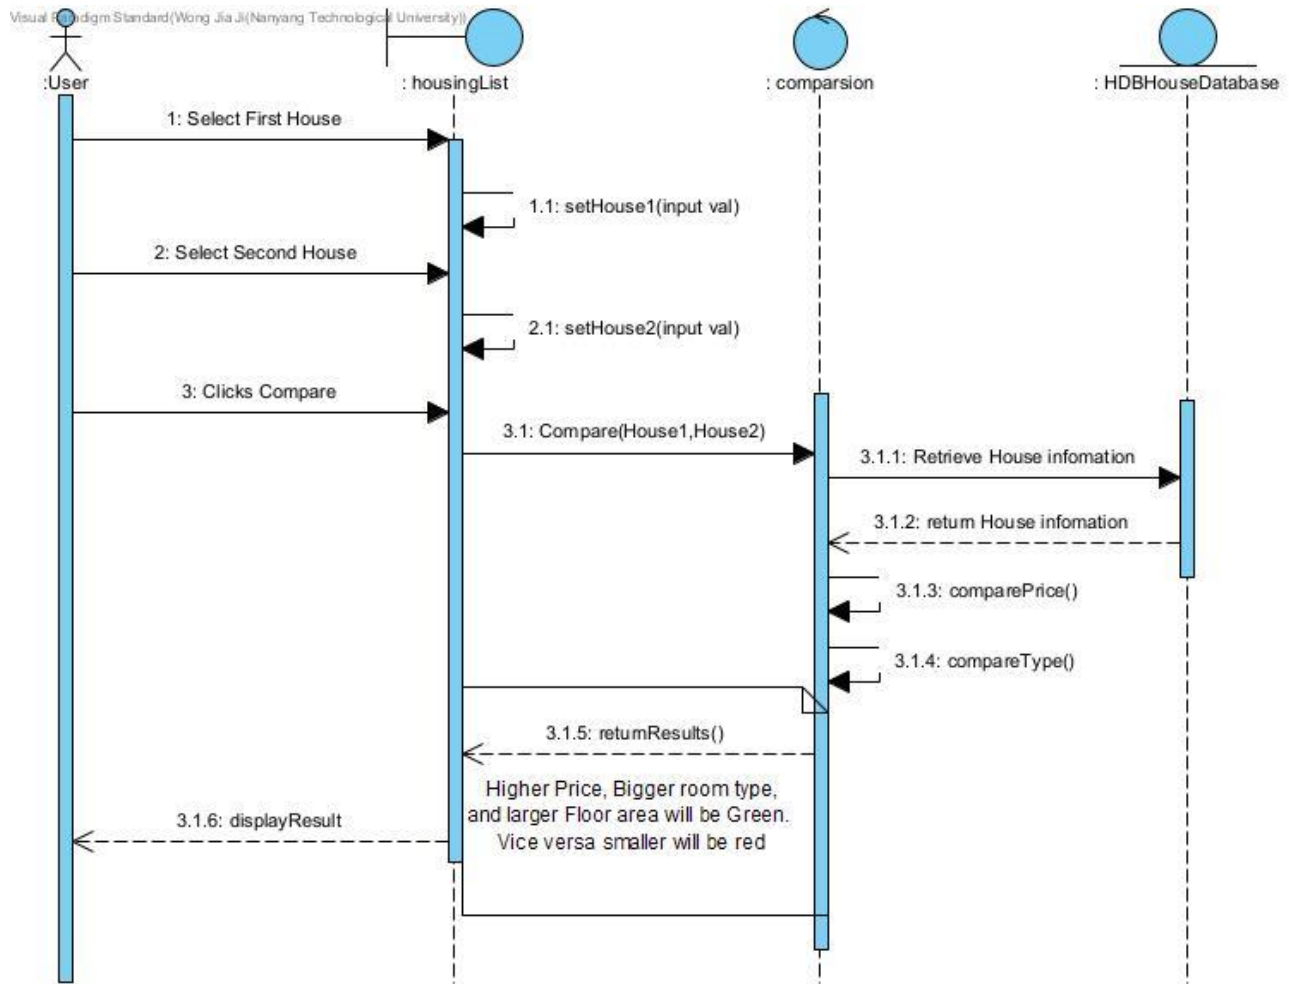 Visual Paradigm Standard(Wong Jia Ji(Nanyang Technological University))
:User
: housingList
: comparsion
: HDBHouseDatabase
1: Select First House
1.1: setHouse1(input val)
2: Select Second House
2.1: setHouse2(input val)
3: Clicks Compare
3.1: Compare(House1,House2)
3.1.1: Retrieve House infomation
3.1.2: return House infomation
3.1.3: comparePrice()
3.1.4: compareType()
3.1.5: returnResults()
Higher Price, Bigger room type,
and larger Floor area will be Green.
Vice versa smaller will be red
3.1.6: displayResult